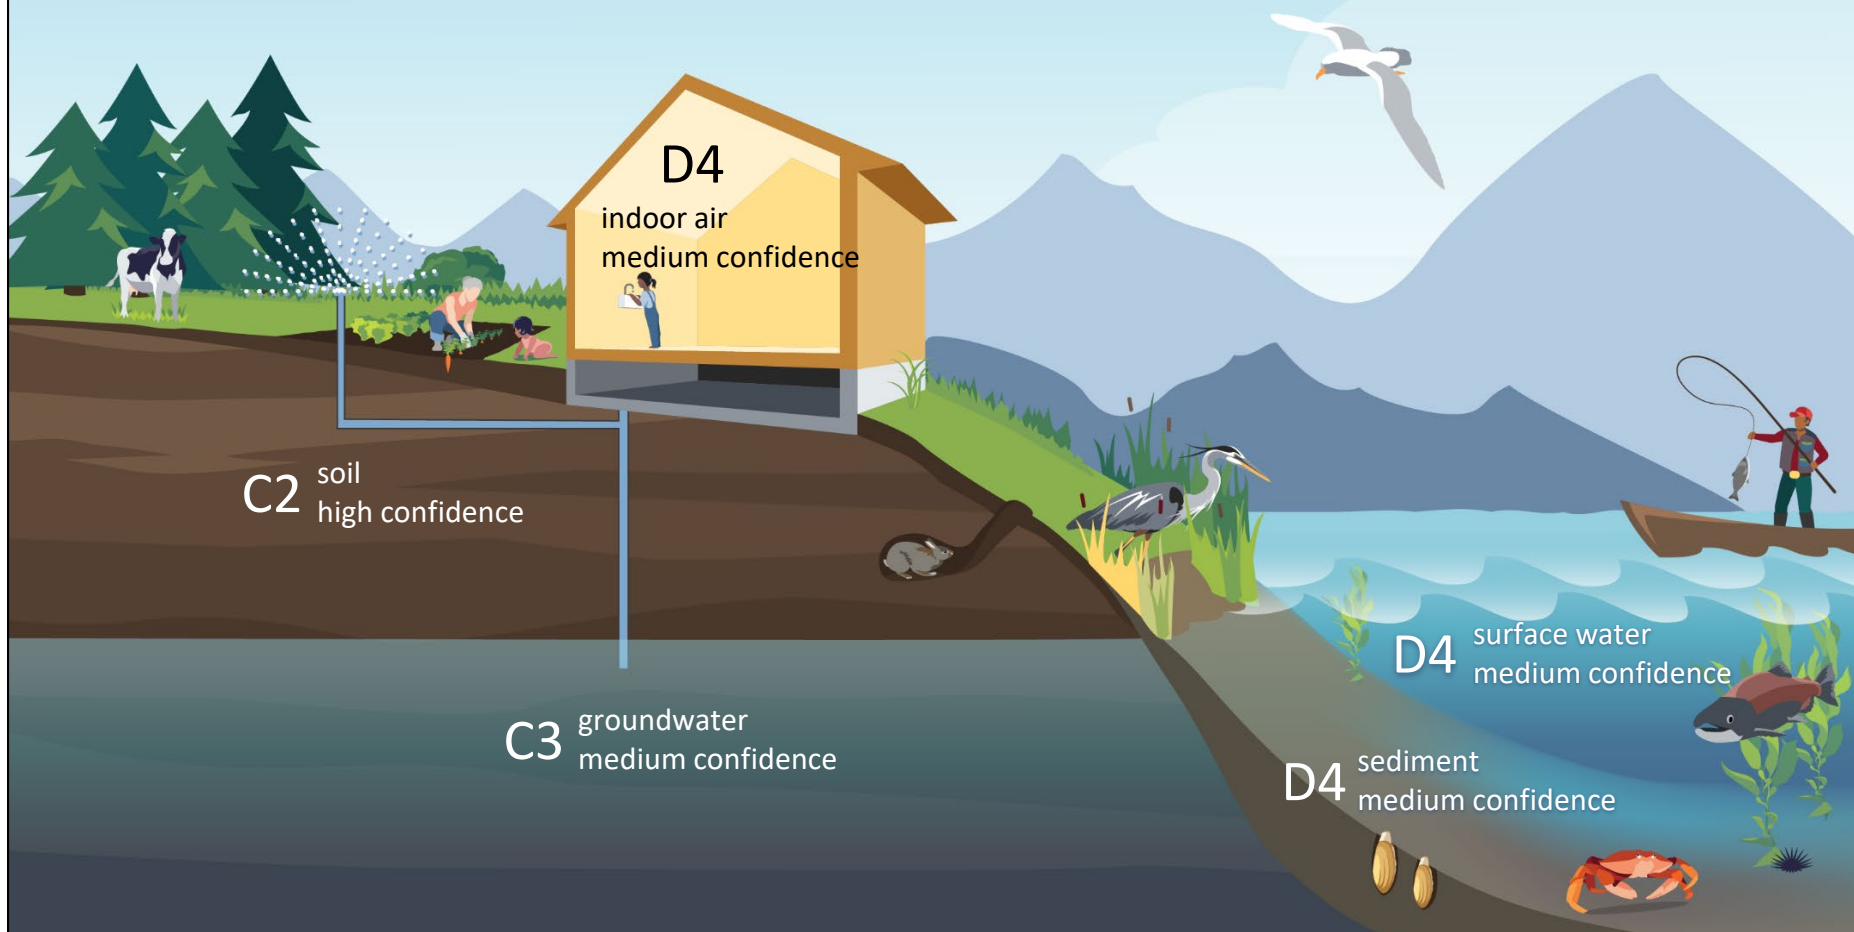 D4
indoor air
medium confidence
C2
soil
high confidence
D4
surface water
medium confidence
C3
groundwater
medium confidence
D4
sediment
medium confidence